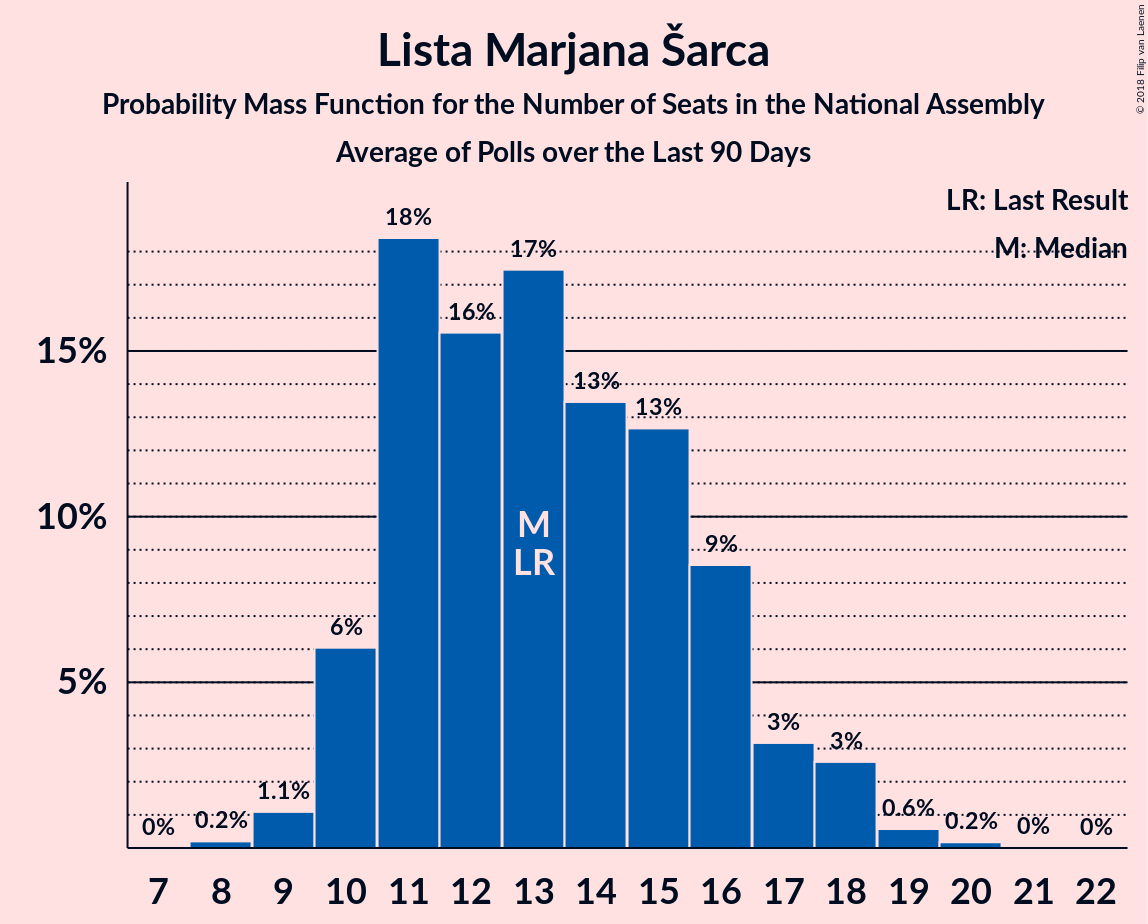 Lista Marjana Šarca
Probability Mass Function for the Number of Seats in the National Assembly
Average of Polls over the Last 90 Days
© 2018 Filip van Laenen
LR: Last Result
M: Median
15%
10%
5%
0%
0.2%
1.1%
6%
18%
16%
17%
13%
13%
9%
3%
3%
0.6%
0.2%
0%
0%
M
LR
7 8 9 10 11 12 13 14 15 16 17 18 19 20 21 22